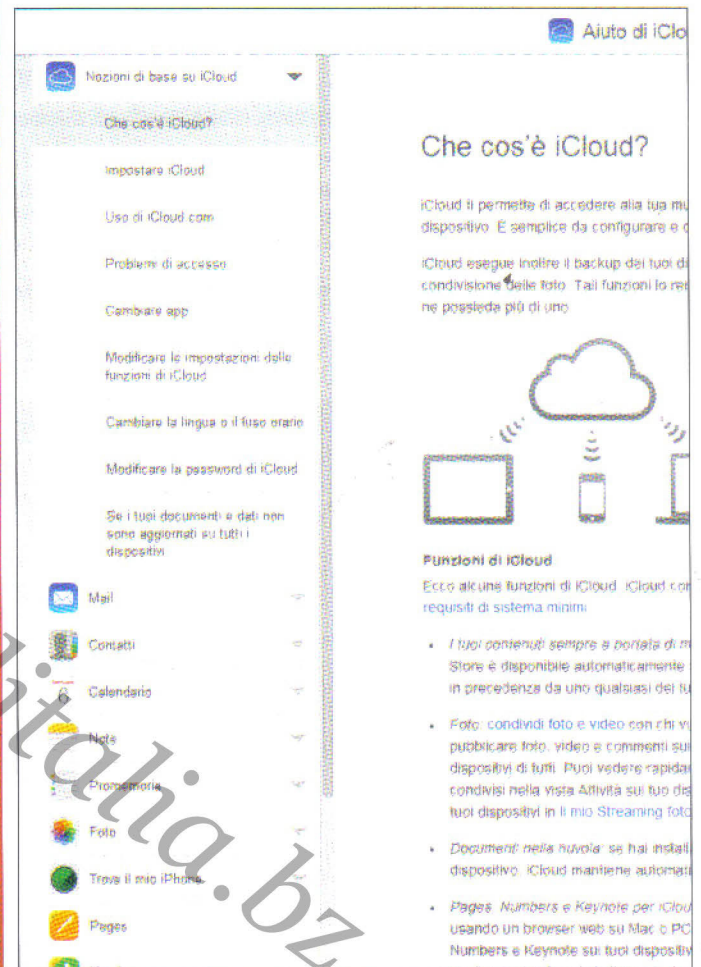 Aiuto di iClo
Nozioni di base su iCloud
Che cos'è iCloud?
Impostare iCloud
Uso di iCloud.com
Problemi di accesso
Cambiare app
Modificare le impostazioni delle
funzioni di iCloud
Cambiare la lingua o il fuso orario
Modificare la password di iCloud
Se i tuoi documenti e dati non
sono aggiornati su tutti i
dispositivi
Mail
Contatti
6
Calendario
Note
Promemoria
Foto
Trova il mio iPhone
Pages
Che cos'è iCloud?
iCloud ti permette di accedere alla tua mu
dispositivo. È semplice da configurare e
iCloud esegue inoltre il backup dei tuoi di
condivisione delle foto. Tali funzioni lo re
ne possieda più di uno.
Funzioni di iCloud
Ecco alcune funzioni di iCloud. iCloud con
requisiti di sistema minimi
• I tuoi contenuti sempre a portata di m
Store è disponibile automaticamente
in precedenza da uno qualsiasi dei tu
• Foto: condividi foto e video con chi v
pubblicare foto, video e commenti sui
dispositivi di tutti. Puoi vedere rapida
condivisi nella vista Attività sul tuo dis
tuoi dispositivi in Il mio Streaming foto
• Documenti nella nuvola: se hai install
dispositivo, iCloud mantiene automati
• Pages, Numbers e Keynote per iClou
usando un browser web su Mac o PC
Numbers e Keynote sui tuoi dispositiv
italia.bz